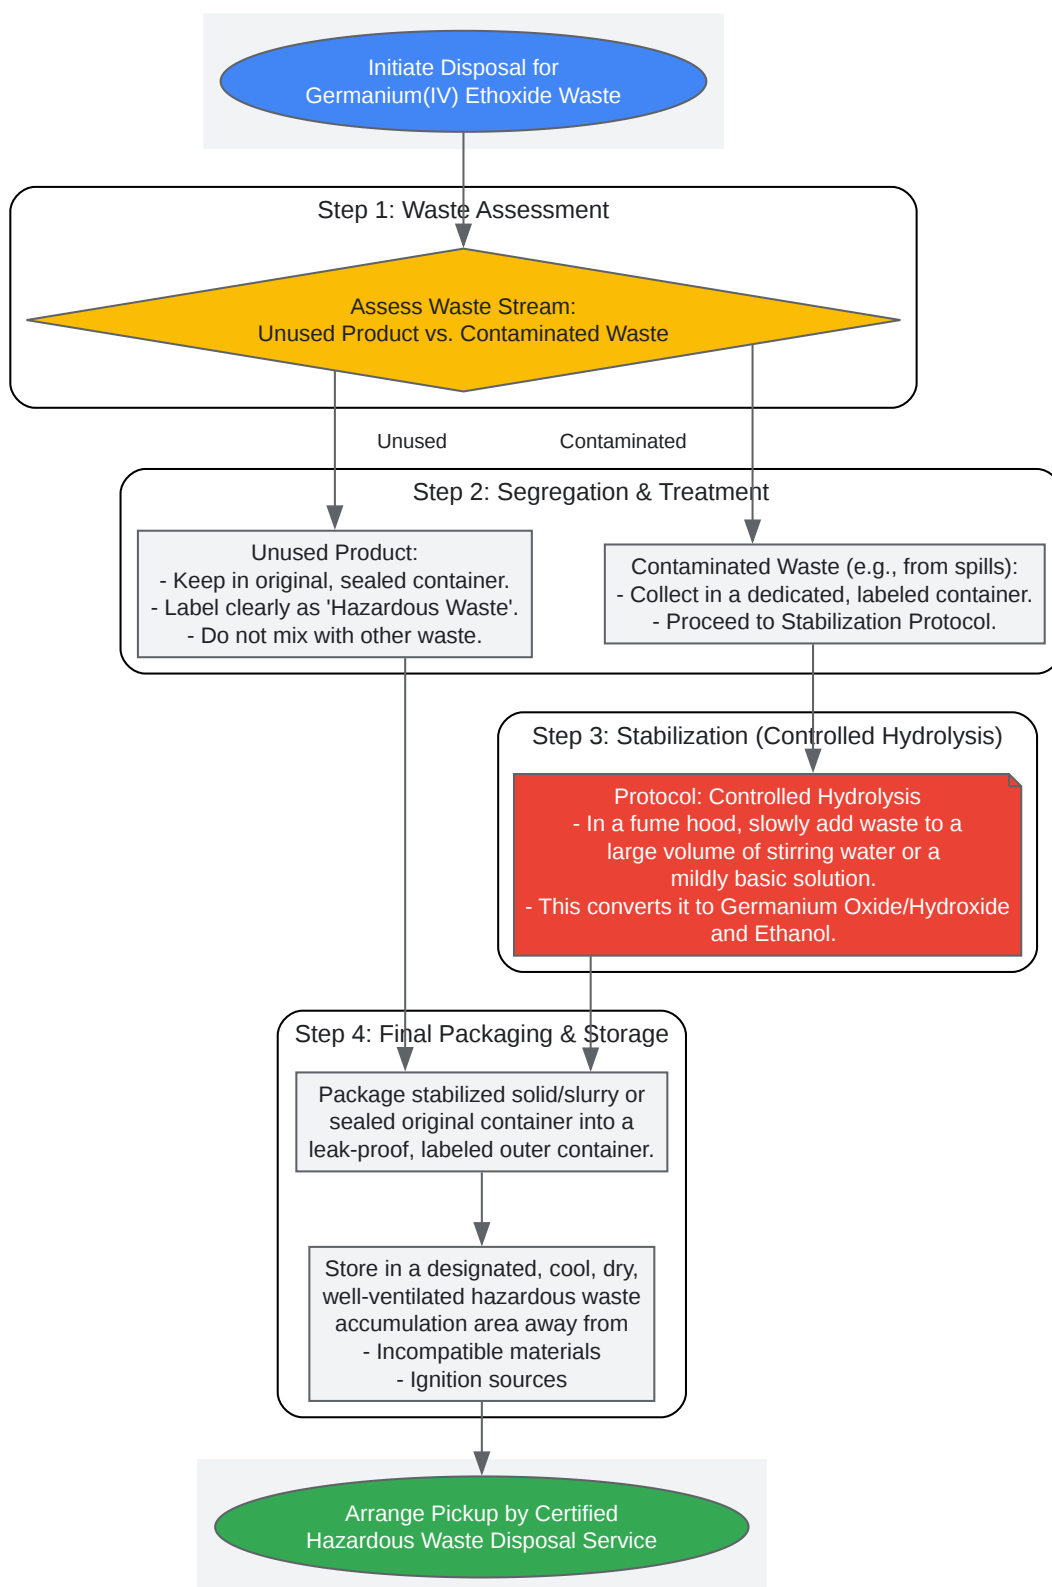 Initiate Disposal for
Germanium(IV) Ethoxide Waste
Step 1: Waste Assessment
Assess Waste Stream:
Unused Product vs. Contaminated Waste
Unused
Contaminated
Step 2: Segregation & Treatment
Unused Product:
- Keep in original, sealed container.
- Label clearly as 'Hazardous Waste'.
- Do not mix with other waste.
Contaminated Waste (e.g., from spills):
- Collect in a dedicated, labeled container.
- Proceed to Stabilization Protocol.
Step 3: Stabilization (Controlled Hydrolysis)
Protocol: Controlled Hydrolysis
- In a fume hood, slowly add waste to a
large volume of stirring water or a
mildly basic solution.
- This converts it to Germanium Oxide/Hydroxide
and Ethanol.
Step 4: Final Packaging & Storage
Package stabilized solid/slurry or
sealed original container into a
leak-proof, labeled outer container.
Store in a designated, cool, dry,
well-ventilated hazardous waste
accumulation area away from
- Incompatible materials
- Ignition sources
Arrange Pickup by Certified
Hazardous Waste Disposal Service